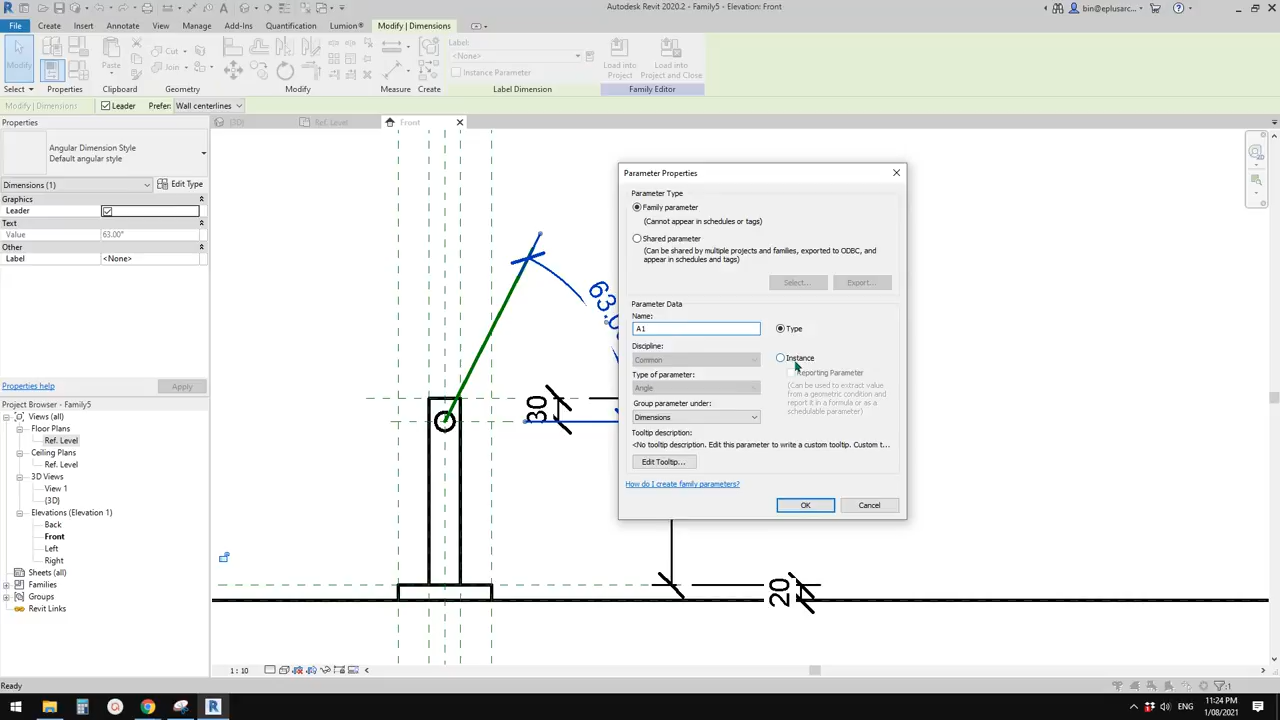 Autodesk Revit 2020.2 - Family5 - Elevation: Front
bin@eplusarc...
File Create Insert Annotate View Manage Add-Ins Quantification Lumion® Modify | Dimensions
Modify
Paste
Cut
Join
Label:
<None>
Instance Parameter
Load into
Project
Load into
Project and Close
Select Properties Clipboard Geometry Modify Measure Create Label Dimension Family Editor
Modify | Dimensions Leader Prefer: Wall centerlines
Properties
{3D} Ref. Level Front
Angular Dimension Style
Default angular style
Dimensions (1) Edit Type
Graphics
Leader
Text
Value 63.00°
Other
Label <None>
Properties help Apply
Project Browser - Family5
Views (all)
Floor Plans
Ref. Level
Ceiling Plans
Ref. Level
3D Views
View 1
{3D}
Elevations (Elevation 1)
Back
Front
Left
Right
Sheets (all)
Families
Groups
Revit Links
63.0
30
20
Parameter Properties
Parameter Type
Family parameter
(Cannot appear in schedules or tags)
Shared parameter
(Can be shared by multiple projects and families, exported to ODBC, and
appear in schedules and tags)
Select... Export...
Parameter Data
Name:
A1
Type
Discipline:
Common
Instance
Reporting Parameter
(Can be used to extract value
from a geometric condition and
report it in a formula or as a
schedulable parameter)
Type of parameter:
Angle
Group parameter under:
Dimensions
Tooltip description:
<No tooltip description. Edit this parameter to write a custom tooltip. Custom t...
Edit Tooltip...
How do I create family parameters?
OK Cancel
1 : 10
Ready
:1
ENG
11:24 PM
1/08/2021